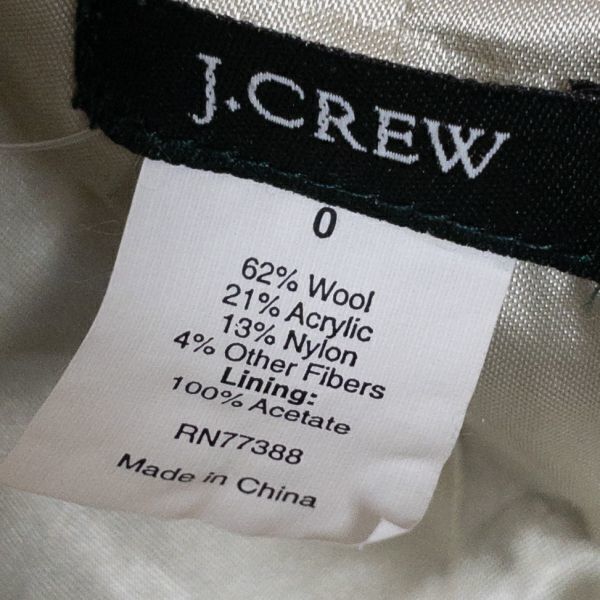 J.CREW
0
62% Wool
21% Acrylic
13% Nylon
4% Other Fibers
Lining:
100% Acetate
RN77388
Made in China